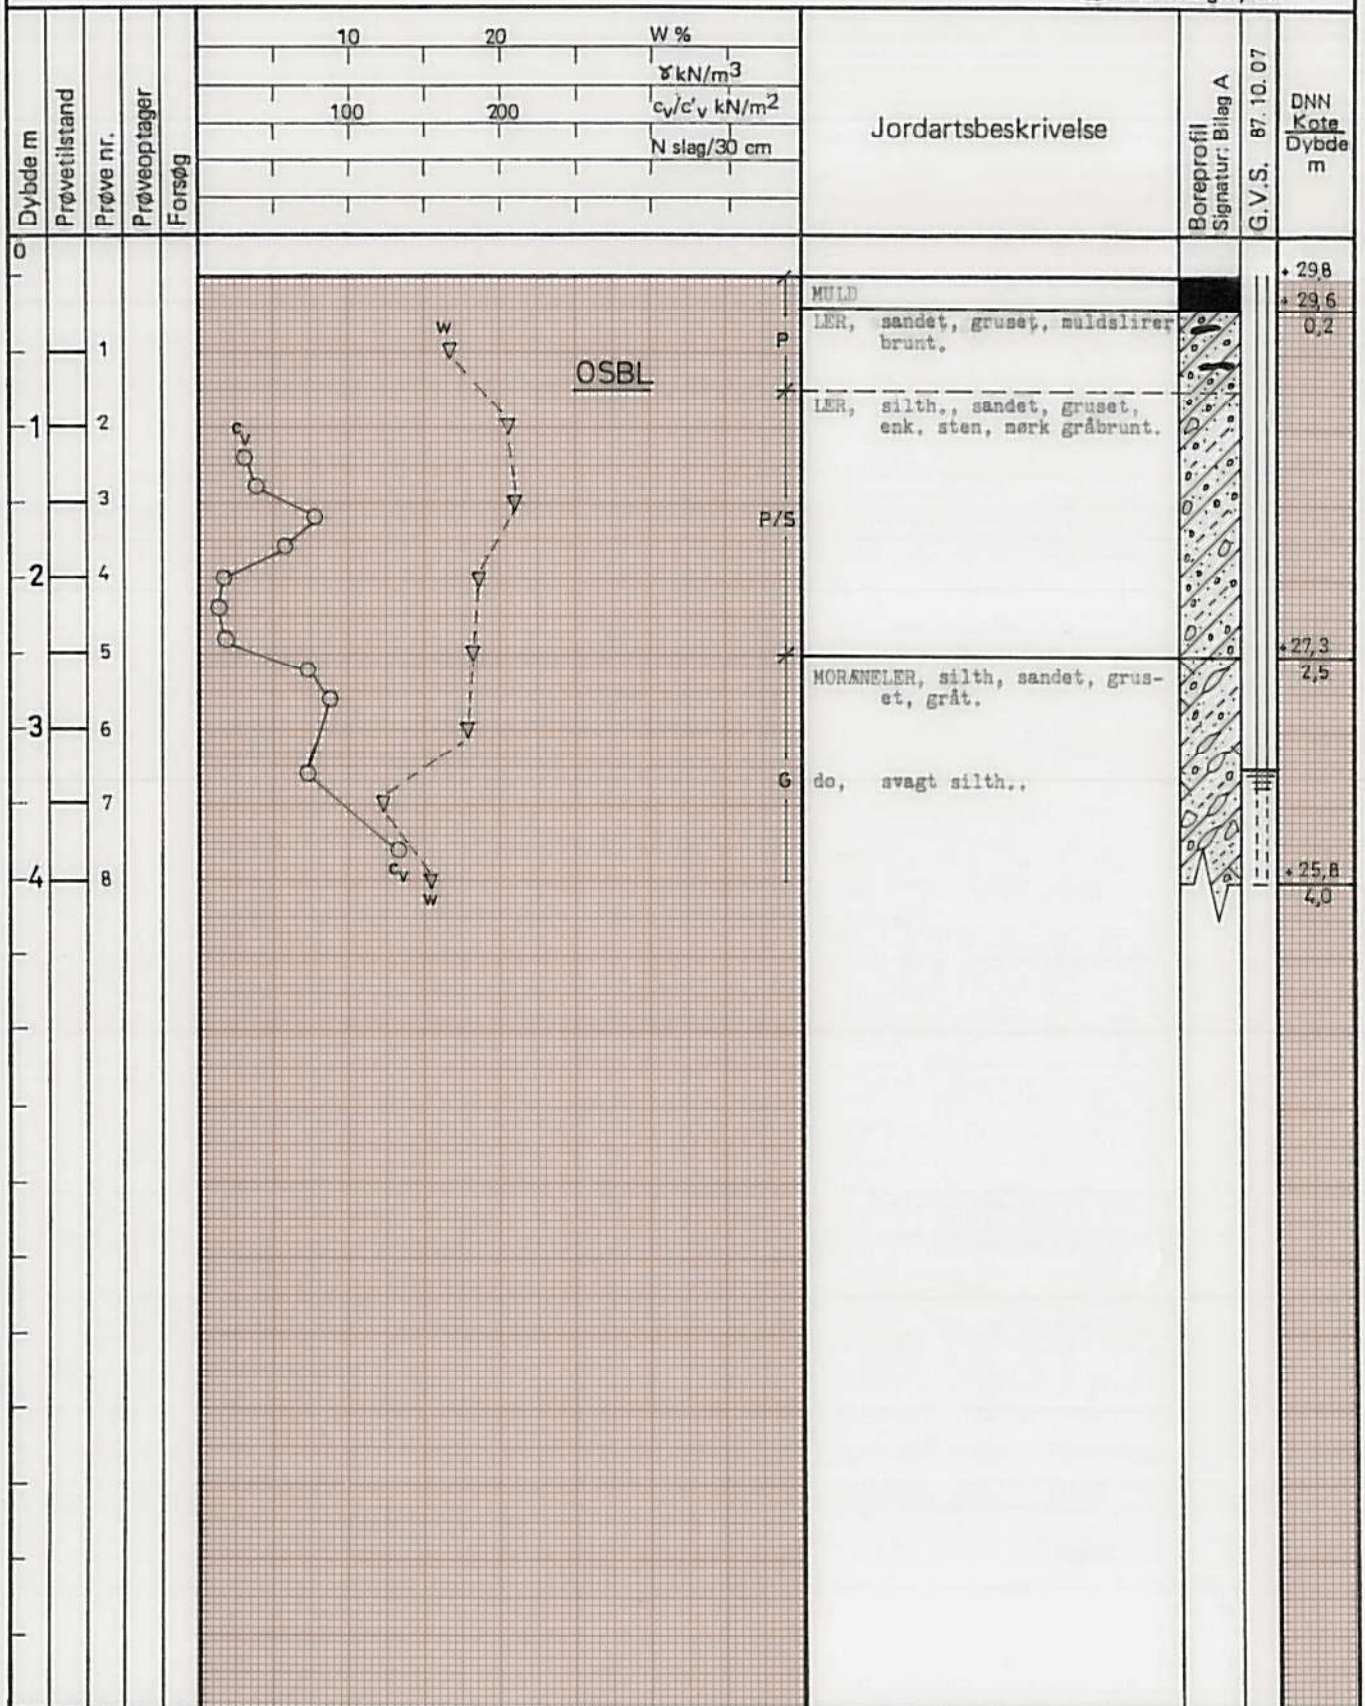 Dybde m
Prøvetilstand
Prøve nr.
Prøveoptager
Forsøg
10 20 W %
γ kN/m3
100 200 cv/c'v kN/m2
N slag/30 cm
Jordartsbeskrivelse
Boreprofil
Signatur: Bilag A
G.V.S. 87.10.07
DNN
Kote
Dybde
m
0
+ 29,8
MULD
+ 29,6
0,2
LER, sandet, gruset, muldslirer
brunt.
w
1
P
OSBL
LER, silth., sandet, gruset,
enk. sten, mørk gråbrunt.
1 2
cv
3
P/S
2 4
5
+ 27,3
2,5
MORÆNELER, silth, sandet, grus-
et, gråt.
3 6
G
do, svagt silth..
7
cv
4 8
w
+ 25,8
4,0